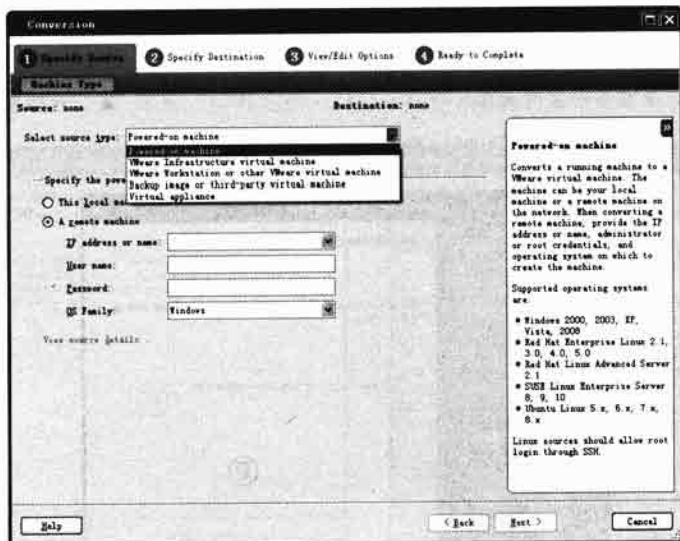 Conversion
1 Specify Source 2 Specify Destination 3 View/Edit Options 4 Ready to Complete
Machine Type
Source: none Destination: none
Select source type: Powered-on machine
Powered-on machine
VMware Infrastructure virtual machine
VMware Workstation or other VMware virtual machine
Backup image or third-party virtual machine
Virtual appliance
Specify the powe
This local ma
A remote machine
IP address or name:
User name:
Password:
OS Family: Windows
View source details
Powered-on machine
Converts a running machine to a
VMware virtual machine. The
machine can be your local
machine or a remote machine on
the network. When converting a
remote machine, provide the IP
address or name, administrator
or root credentials, and
operating system on which to
create the machine.
Supported operating systems
are:
• Windows 2000, 2003, XP,
Vista, 2008
• Red Hat Enterprise Linux 2.1,
3.0, 4.0, 5.0
• Red Hat Linux Advanced Server
2.1
• SUSE Linux Enterprise Server
8, 9, 10
• Ubuntu Linux 5.x, 6.x, 7.x,
8.x
Linux sources should allow root
login through SSH.
Help < Back Next > Cancel